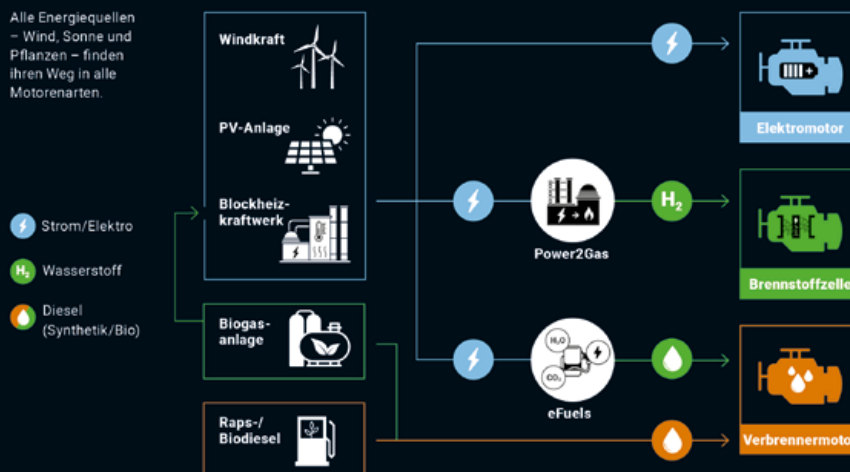 Alle Energiequellen
– Wind, Sonne und
Pflanzen – finden
ihren Weg in alle
Motorenarten.
Strom/Elektro
H₂ Wasserstoff
Diesel
(Synthetik/Bio)
Windkraft
PV-Anlage
Blockheiz-
kraftwerk
Biogas-
anlage
Raps-/
Biodiesel
Power2Gas
H₂
H₂O
CO₂
eFuels
Elektromotor
Brennstoffzelle
Verbrennermoto